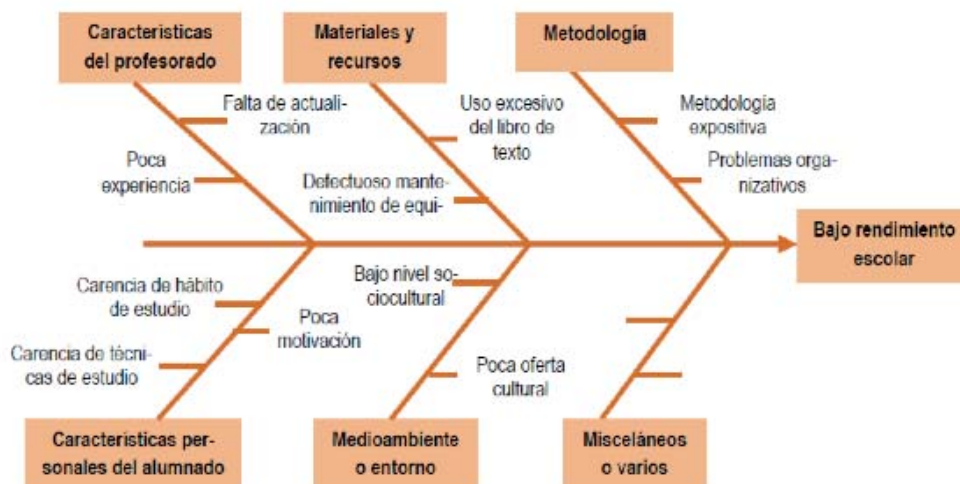 Características
del profesorado
Materiales y
recursos
Metodología
Falta de actuali-
zación
Poca
experiencia
Uso excesivo
del libro de
texto
Defectuoso mante-
nimiento de equi-
Metodología
expositiva
Problemas orga-
nizativos
Bajo rendimiento
escolar
Carencia de hábito
de estudio
Poca
motivación
Carencia de técni-
cas de estudio
Bajo nivel so-
ciocultural
Poca oferta
cultural
Características per-
sonales del alumnado
Medioambiente
o entorno
Misceláneos
o varios